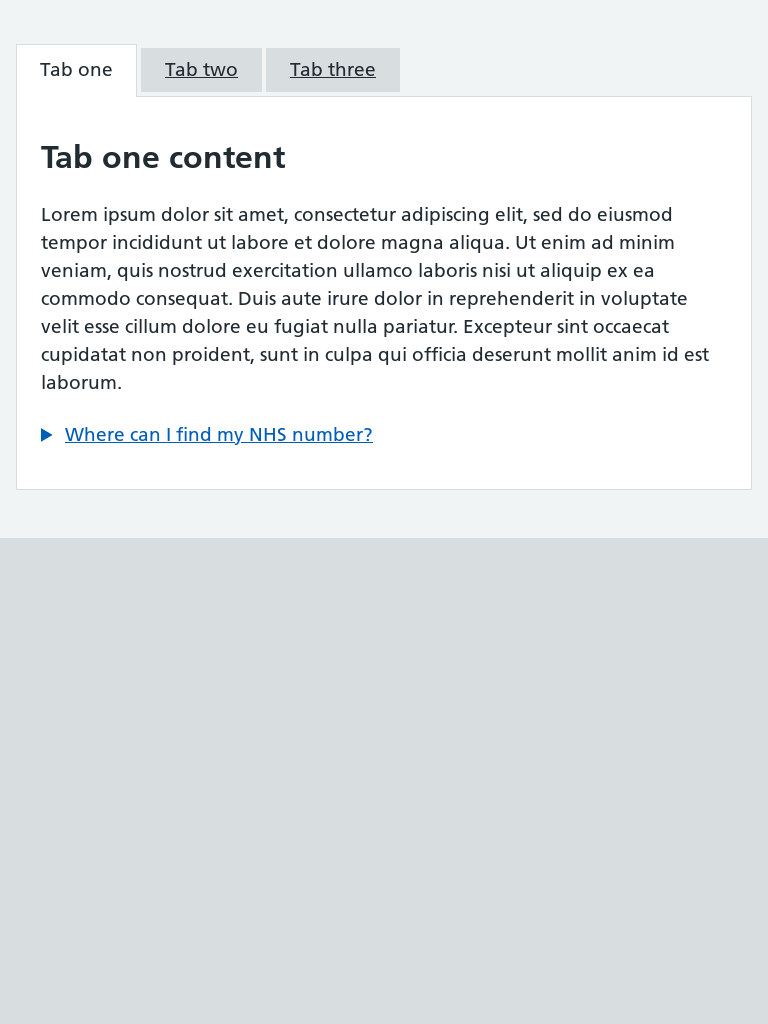 Tab one Tab two Tab three
Tab one content
Lorem ipsum dolor sit amet, consectetur adipiscing elit, sed do eiusmod
tempor incididunt ut labore et dolore magna aliqua. Ut enim ad minim
veniam, quis nostrud exercitation ullamco laboris nisi ut aliquip ex ea
commodo consequat. Duis aute irure dolor in reprehenderit in voluptate
velit esse cillum dolore eu fugiat nulla pariatur. Excepteur sint occaecat
cupidatat non proident, sunt in culpa qui officia deserunt mollit anim id est
laborum.
Where can I find my NHS number?